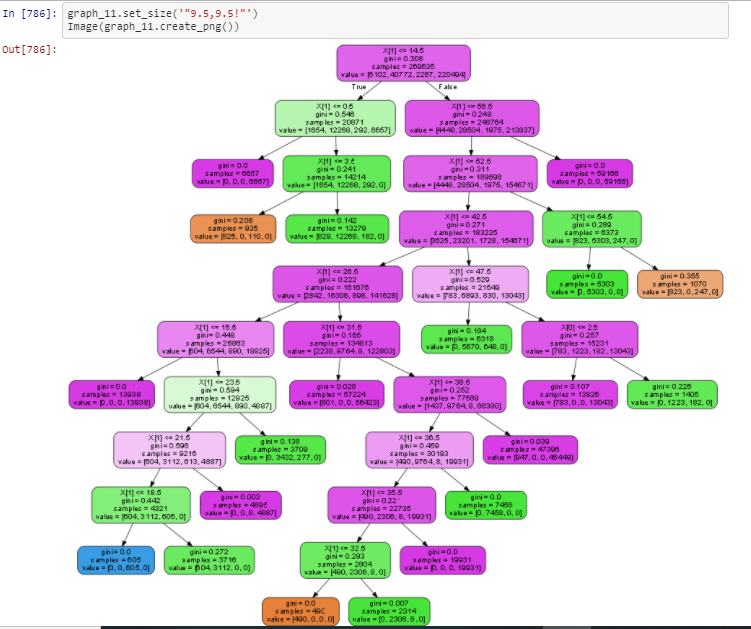 In [786]: graph_11.set_size('"9.5,9.5!"')
Image(graph_11.create_png())
Out[786]:
X[1] <= 14.5
gini = 0.308
samples = 269635
value = [6102, 40772, 2267, 220494]
True
False
X[1] <= 0.5
gini = 0.546
samples = 20871
value = [1654, 12268, 292, 6657]
X[1] <= 56.5
gini = 0.248
samples = 248764
value = [4448, 28504, 1975, 213837]
gini = 0.0
samples = 6657
value = [0, 0, 0, 6657]
X[1] <= 3.5
gini = 0.241
samples = 14214
value = [1654, 12268, 292, 0]
X[1] <= 52.5
gini = 0.311
samples = 189598
value = [4448, 28504, 1975, 154671]
gini = 0.0
samples = 59166
value = [0, 0, 0, 59166]
gini = 0.208
samples = 935
value = [825, 0, 110, 0]
gini = 0.142
samples = 13279
value = [829, 12268, 182, 0]
X[1] <= 42.5
gini = 0.271
samples = 183225
value = [3625, 23201, 1728, 154671]
X[1] <= 54.5
gini = 0.289
samples = 6373
value = [823, 5303, 247, 0]
X[1] <= 26.5
gini = 0.222
samples = 161676
value = [2842, 16308, 898, 141628]
X[1] <= 47.5
gini = 0.529
samples = 21549
value = [783, 6893, 830, 13043]
gini = 0.0
samples = 5303
value = [0, 5303, 0, 0]
gini = 0.355
samples = 1070
value = [823, 0, 247, 0]
X[1] <= 15.5
gini = 0.448
samples = 26863
value = [604, 6544, 890, 18825]
X[1] <= 31.5
gini = 0.165
samples = 134813
value = [2238, 9764, 8, 122803]
gini = 0.184
samples = 6318
value = [0, 5670, 648, 0]
X[0] <= 2.5
gini = 0.257
samples = 15231
value = [783, 1223, 182, 13043]
gini = 0.0
samples = 13938
value = [0, 0, 0, 13938]
X[1] <= 23.5
gini = 0.594
samples = 12925
value = [604, 6544, 890, 4887]
gini = 0.028
samples = 57224
value = [801, 0, 0, 56423]
X[1] <= 38.5
gini = 0.252
samples = 77589
value = [1437, 9764, 8, 66380]
gini = 0.107
samples = 13826
value = [783, 0, 0, 13043]
gini = 0.226
samples = 1405
value = [0, 1223, 182, 0]
X[1] <= 21.5
gini = 0.596
samples = 9216
value = [604, 3112, 613, 4887]
gini = 0.138
samples = 3709
value = [0, 3432, 277, 0]
X[1] <= 36.5
gini = 0.459
samples = 30193
value = [490, 9764, 8, 19931]
gini = 0.039
samples = 47396
value = [947, 0, 0, 46449]
X[1] <= 18.5
gini = 0.442
samples = 4321
value = [604, 3112, 605, 0]
gini = 0.003
samples = 4895
value = [0, 0, 8, 4887]
X[1] <= 35.5
gini = 0.22
samples = 22735
value = [490, 2306, 8, 19931]
gini = 0.0
samples = 7458
value = [0, 7458, 0, 0]
gini = 0.0
samples = 605
value = [0, 0, 605, 0]
gini = 0.272
samples = 3716
value = [604, 3112, 0, 0]
X[1] <= 32.5
gini = 0.293
samples = 2804
value = [490, 2306, 8, 0]
gini = 0.0
samples = 19931
value = [0, 0, 0, 19931]
gini = 0.0
samples = 490
value = [490, 0, 0, 0]
gini = 0.007
samples = 2314
value = [0, 2306, 8, 0]